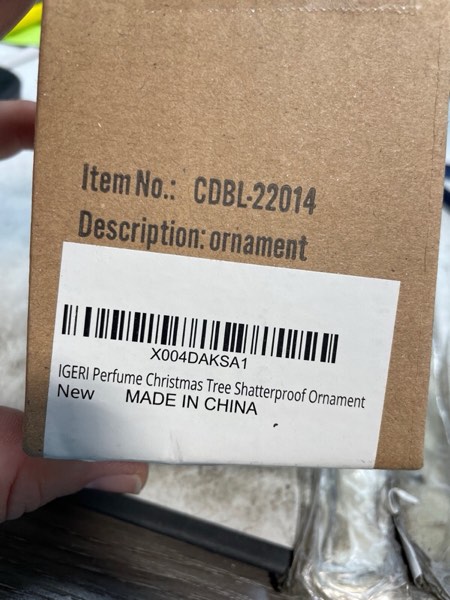 Item No.: CDBL-22014
Description: ornament
X004DAKSA1
IGERI Perfume Christmas Tree Shatterproof Ornament
New MADE IN CHINA